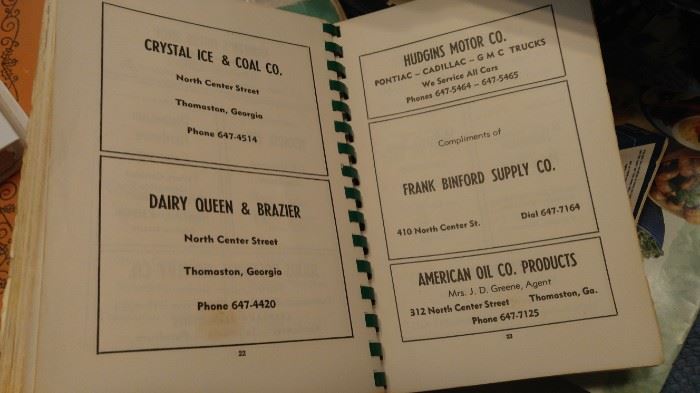 CRYSTAL ICE & COAL CO.
North Center Street
Thomaston, Georgia
Phone 647-4514
DAIRY QUEEN & BRAZIER
North Center Street
Thomaston, Georgia
Phone 647-4420
22
HUDGINS MOTOR CO.
PONTIAC - CADILLAC - G M C TRUCKS
We Service All Cars
Phones 647-5464 - 647-5465
Compliments of
FRANK BINFORD SUPPLY CO.
410 North Center St. Dial 647-7164
AMERICAN OIL CO. PRODUCTS
Mrs. J. D. Greene, Agent
312 North Center Street Thomaston, Ga.
Phone 647-7125
23